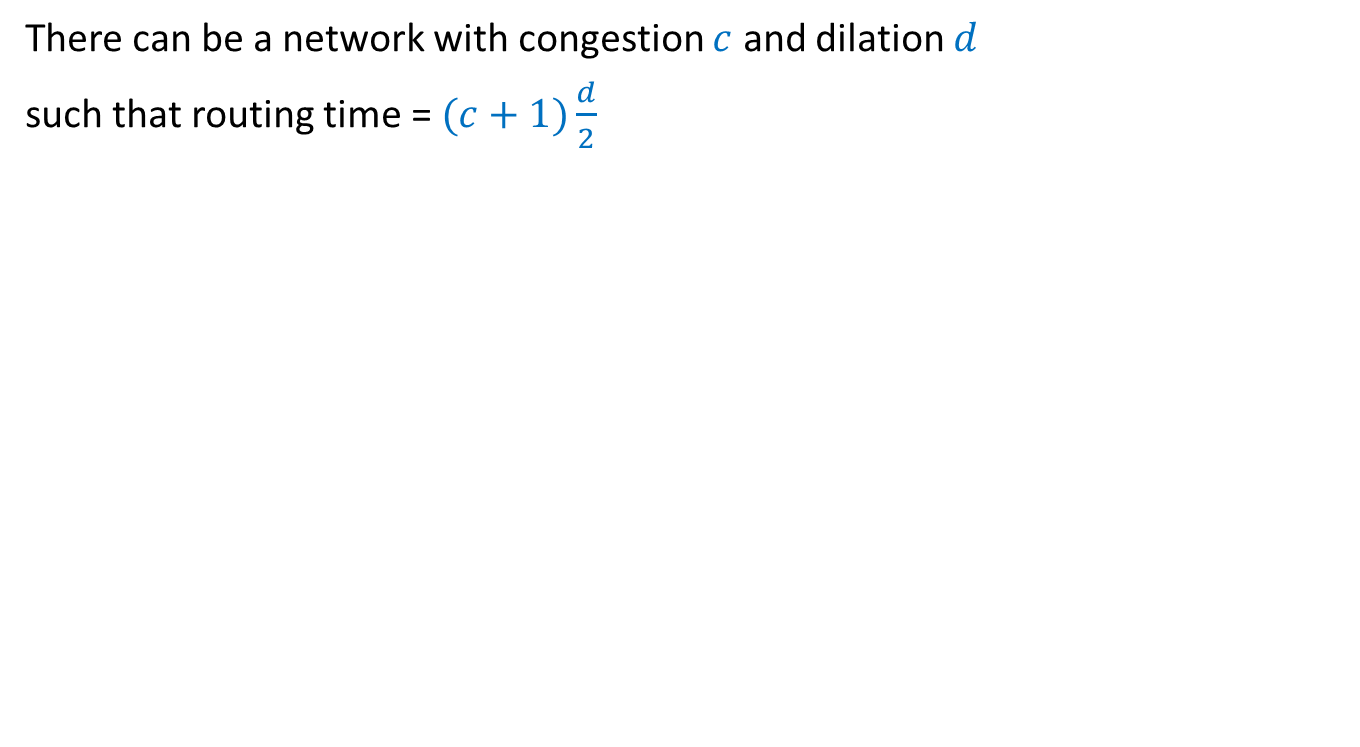 There can be a network with congestion c and dilation d
such that routing time = (c + 1) d/2